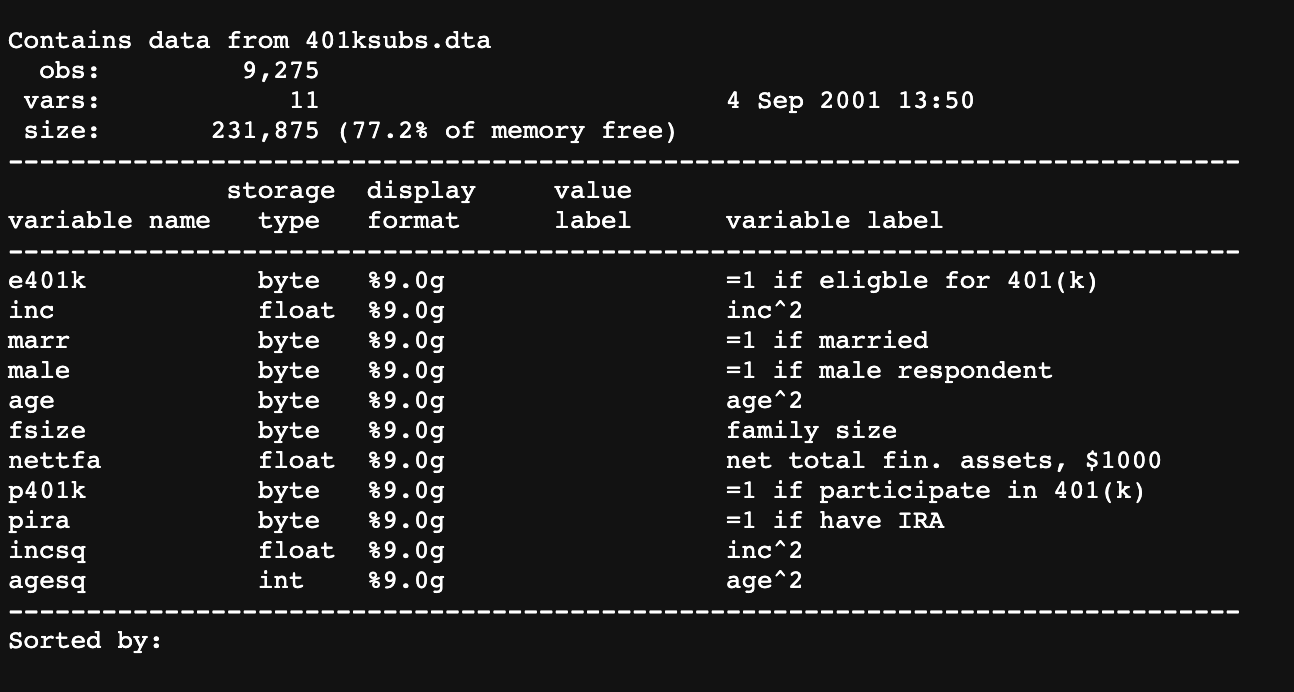 Contains data from 401ksubs.dta
obs: 9,275
vars: 11 4 Sep 2001 13:50
size: 231,875 (77.2% of memory free)
-------------------------------------------------------------------------------
storage display value
variable name type format label variable label
-------------------------------------------------------------------------------
e401k byte %9.0g =1 if eligble for 401(k)
inc float %9.0g inc^2
marr byte %9.0g =1 if married
male byte %9.0g =1 if male respondent
age byte %9.0g age^2
fsize byte %9.0g family size
nettfa float %9.0g net total fin. assets, $1000
p401k byte %9.0g =1 if participate in 401(k)
pira byte %9.0g =1 if have IRA
incsq float %9.0g inc^2
agesq int %9.0g age^2
-------------------------------------------------------------------------------
Sorted by: